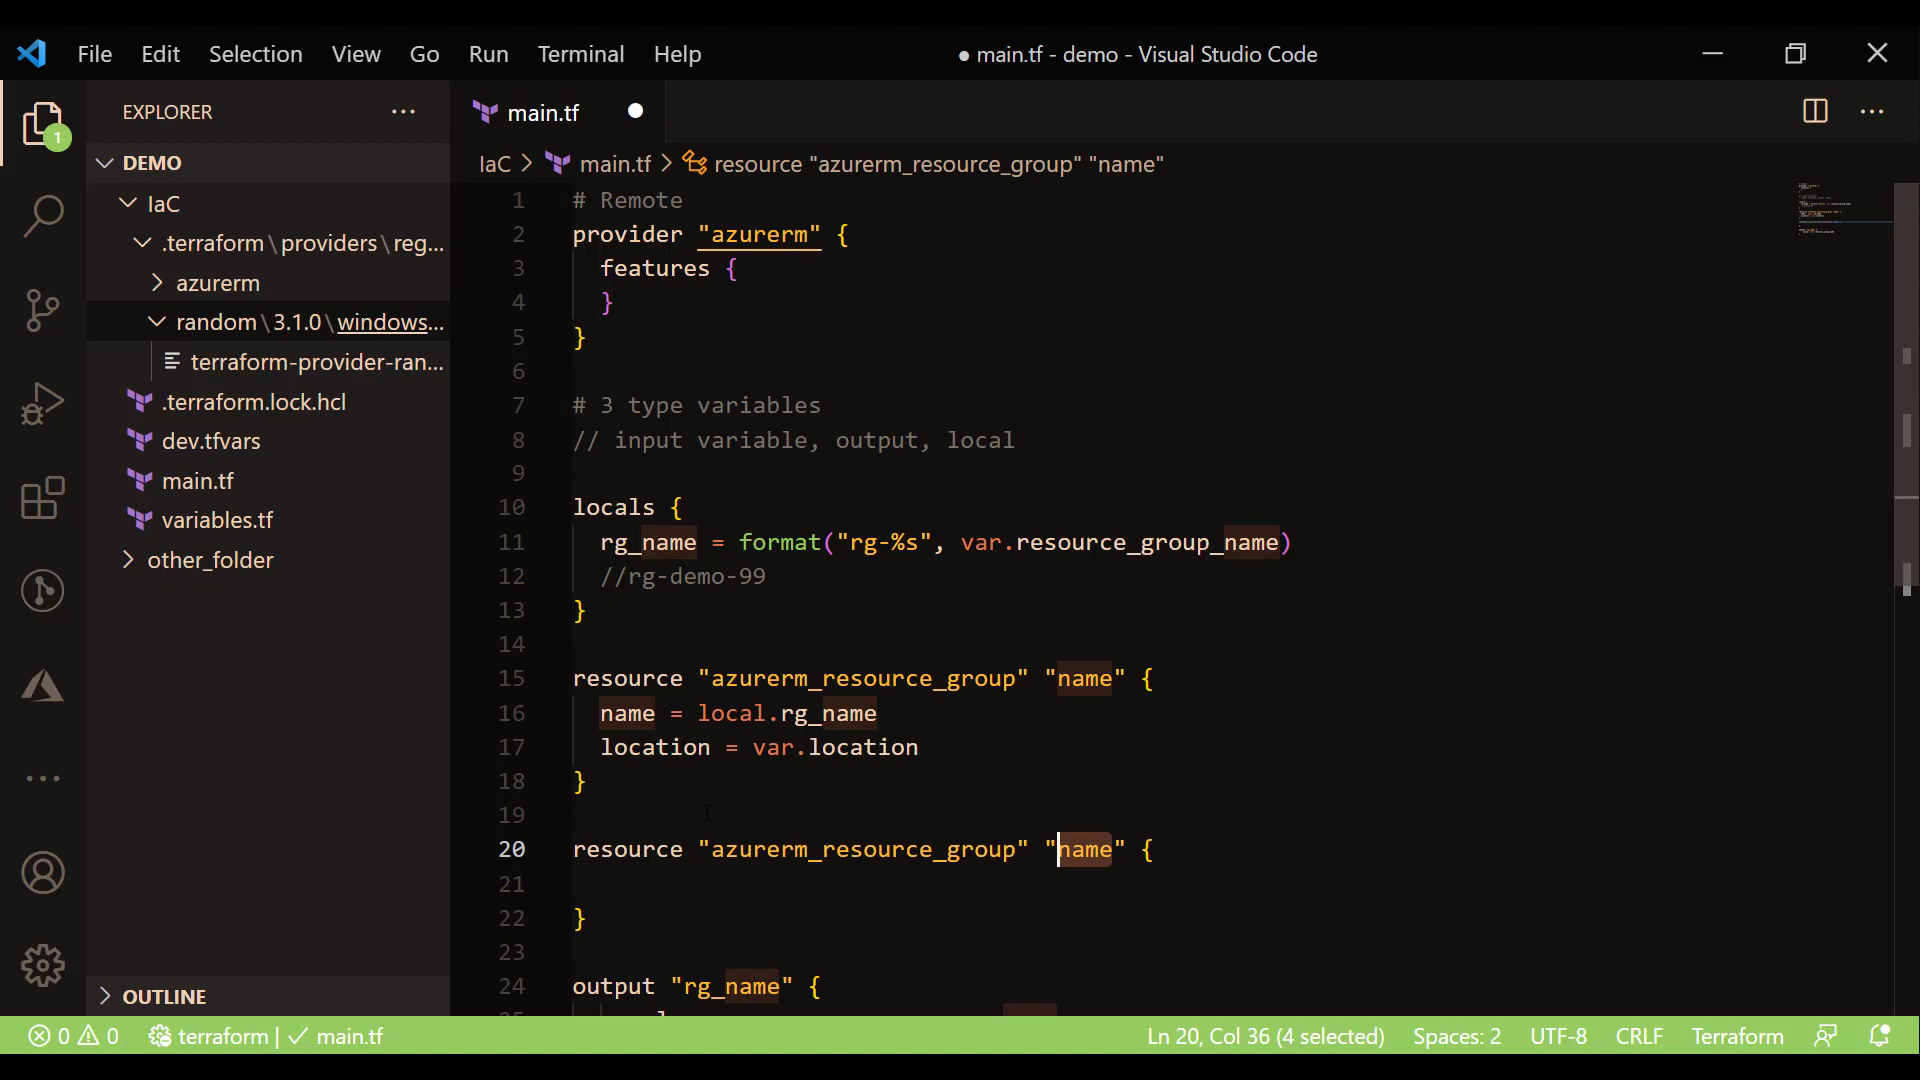 File Edit Selection View Go Run Terminal Help
● main.tf - demo - Visual Studio Code
EXPLORER
1
DEMO
IaC
.terraform\providers\reg...
azurerm
random\3.1.0\windows...
terraform-provider-ran...
.terraform.lock.hcl
dev.tfvars
main.tf
variables.tf
other_folder
OUTLINE
main.tf
IaC > main.tf > resource "azurerm_resource_group" "name"
1 # Remote
2 provider "azurerm" {
3 features {
4 }
5 }
6
7 # 3 type variables
8 // input variable, output, local
9
10 locals {
11 rg_name = format("rg-%s", var.resource_group_name)
12 //rg-demo-99
13 }
14
15 resource "azurerm_resource_group" "name" {
16 name = local.rg_name
17 location = var.location
18 }
19
20 resource "azurerm_resource_group" "name" {
21
22 }
23
24 output "rg_name" {
0 0 terraform | ✓ main.tf
Ln 20, Col 36 (4 selected) Spaces: 2 UTF-8 CRLF Terraform